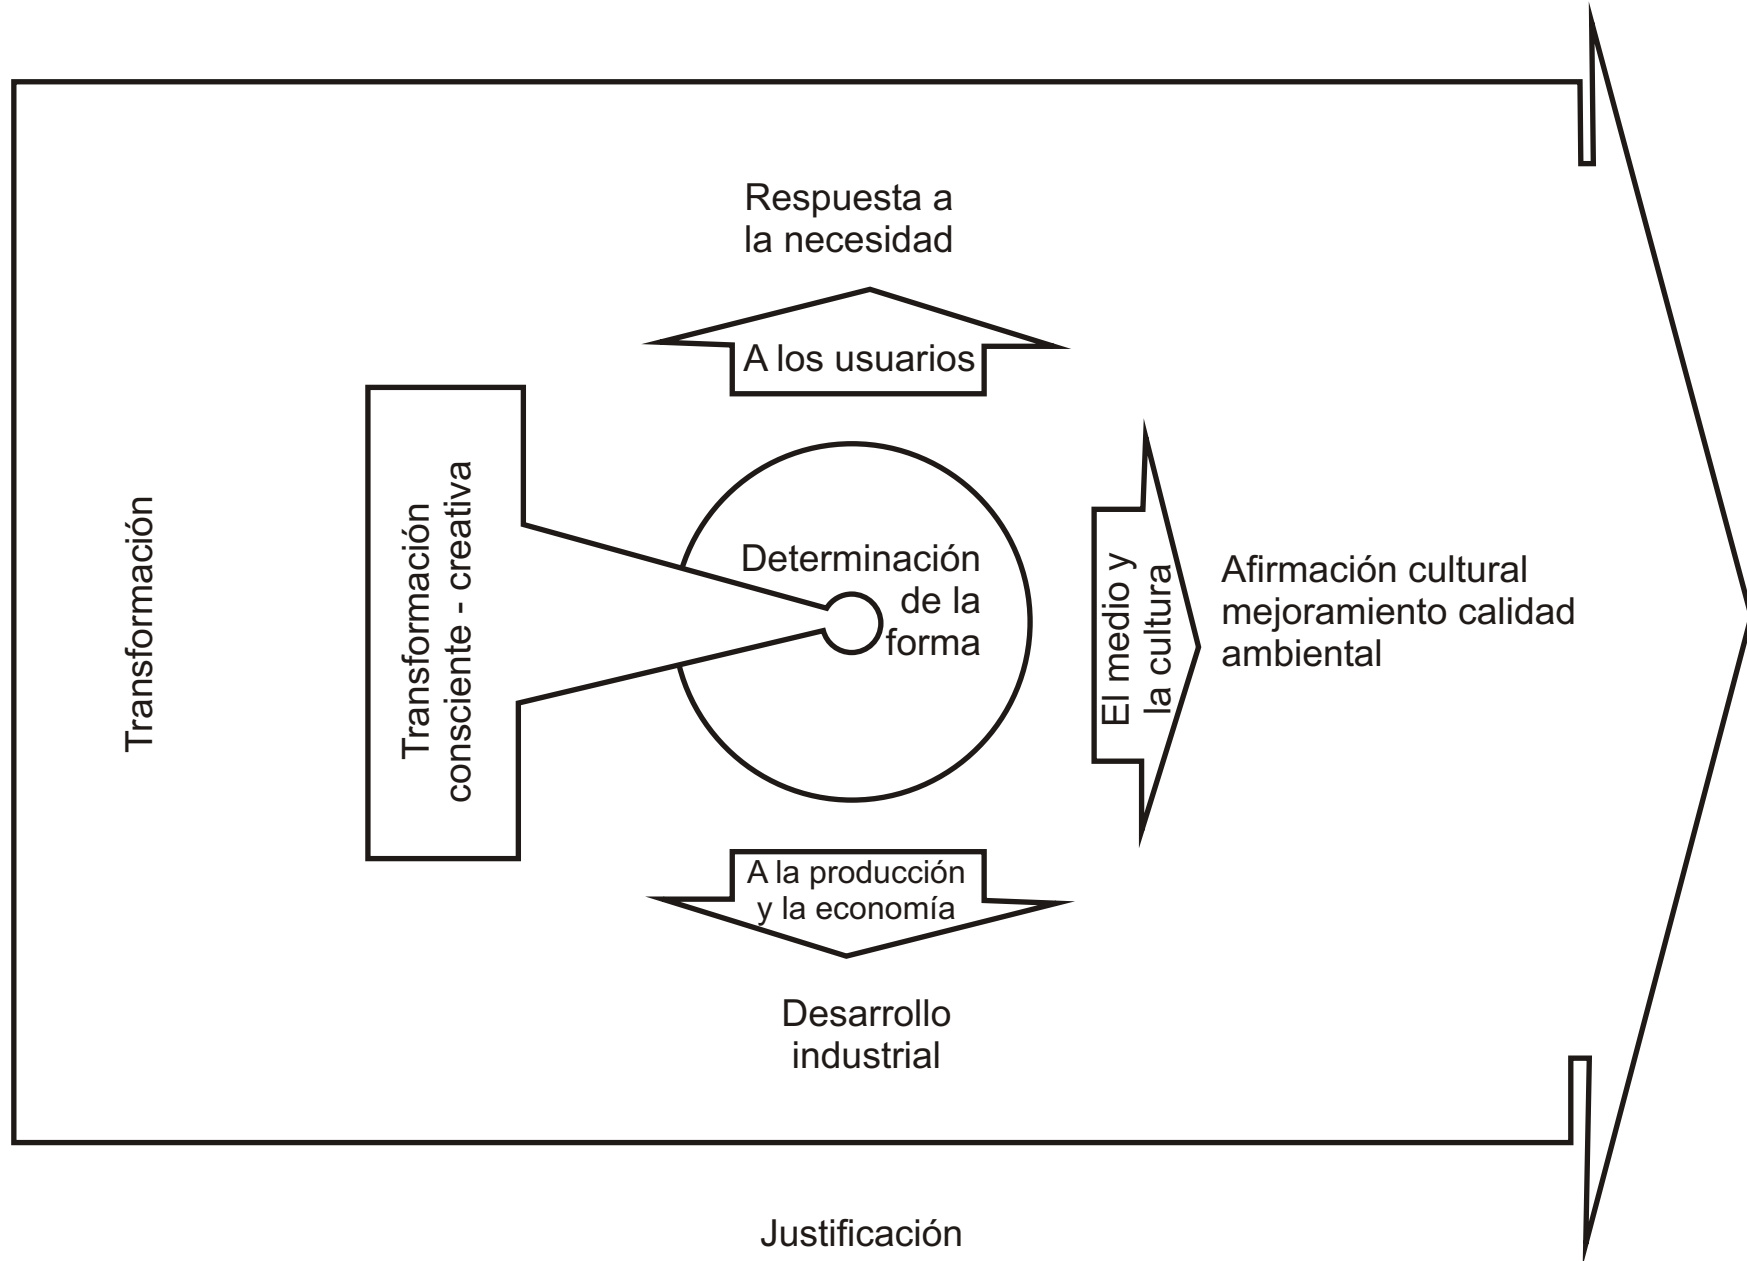 Respuesta a
la necesidad
A los usuarios
Transformación
Transformación
consciente - creativa
Determinación
de la
forma
El medio y
la cultura
Afirmación cultural
mejoramiento calidad
ambiental
A la producción
y la economía
Desarrollo
industrial
Justificación